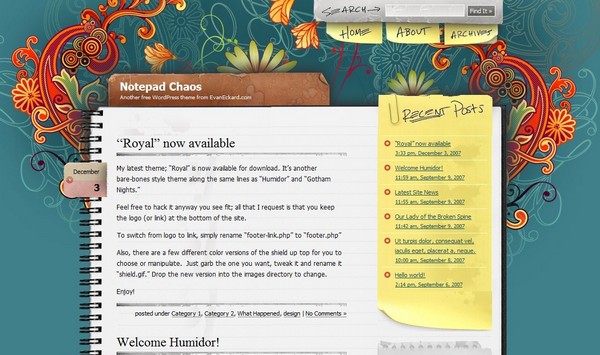 SEARCH
Find It »
HOME
ABOUT
ARCHIVES
Notepad Chaos
Another free WordPress theme from EvanEckard.com
RECENT POSTS
"Royal" now available
2:33 pm, December 3, 2007
Welcome Humidor!
11:59 am, September 9, 2007
Latest Site News
11:55 am, September 9, 2007
Our Lady of the Broken Spine
11:42 am, September 9, 2007
Ut turpis dolor, consequat vel,
iaculis eget, placerat a, neque.
10:00 am, September 8, 2007
Hello world!
2:14 pm, September 6, 2007
December
3
“Royal” now available
My latest theme; “Royal” is now available for download. It’s another
bare-bones style theme along the same lines as “Humidor” and “Gotham
Nights.”
Feel free to hack it anyway you see fit; all that I request is that you keep
the logo (or link) at the bottom of the site.
To switch from logo to link, simply rename “footer-link.php” to “footer.php”
Also, there are a few different color versions of the shield up top for you to
choose or manipulate. Just garb the one you want, tweak it and rename it
“shield.gif.” Drop the new version into the images directory to change.
Enjoy!
posted under Category 1, Category 2, What Happened, design | No Comments »
Welcome Humidor!